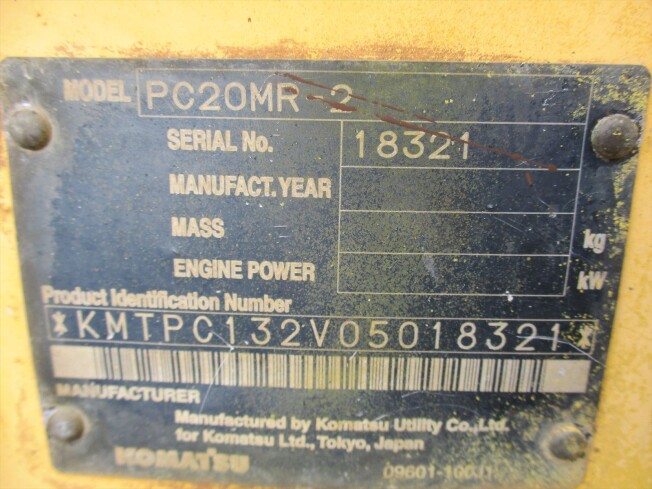 MODEL PC20MR-2
SERIAL No. 18321
MANUFACT. YEAR
MASS kg
ENGINE POWER kW
Product Identification Number
*KMTPC132V05018321*
MANUFACTURER
Manufactured by Komatsu Utility Co.,Ltd.
for Komatsu Ltd., Tokyo, Japan
KOMATSU